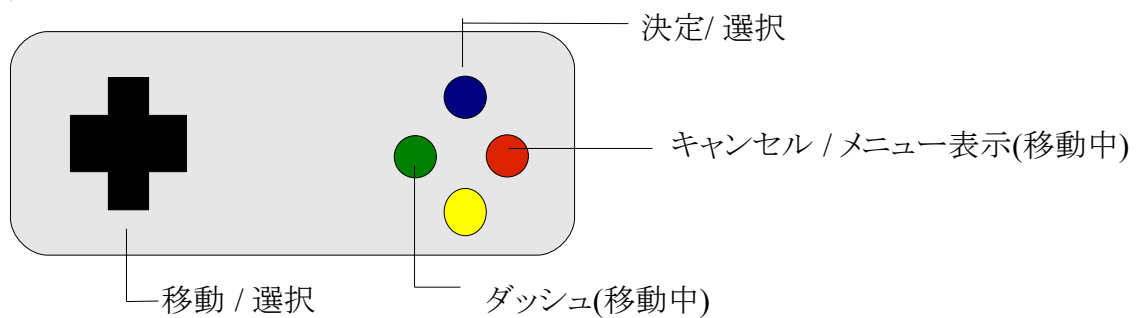 決定/ 選択
キャンセル / メニュー表示(移動中)
移動 / 選択
ダッシュ(移動中)